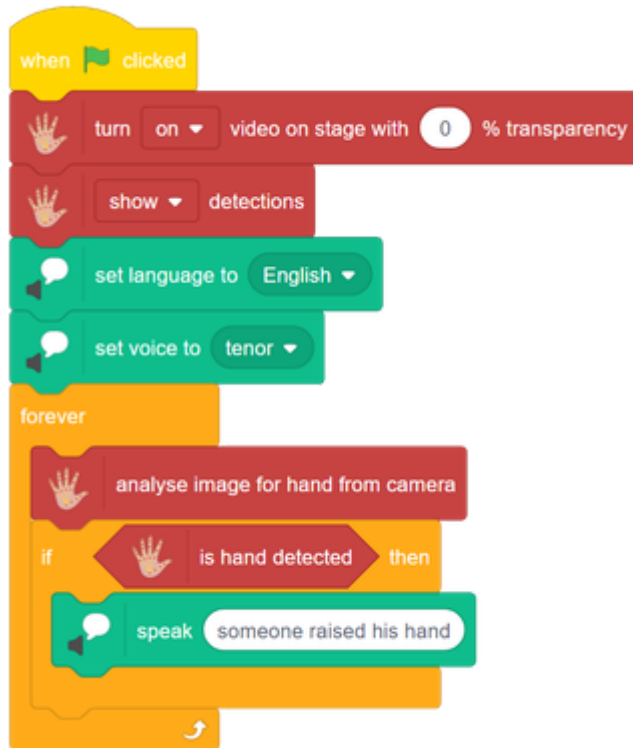 when clicked
turn on video on stage with 0 % transparency
show detections
set language to English
set voice to tenor
forever
analyse image for hand from camera
if is hand detected then
speak someone raised his hand